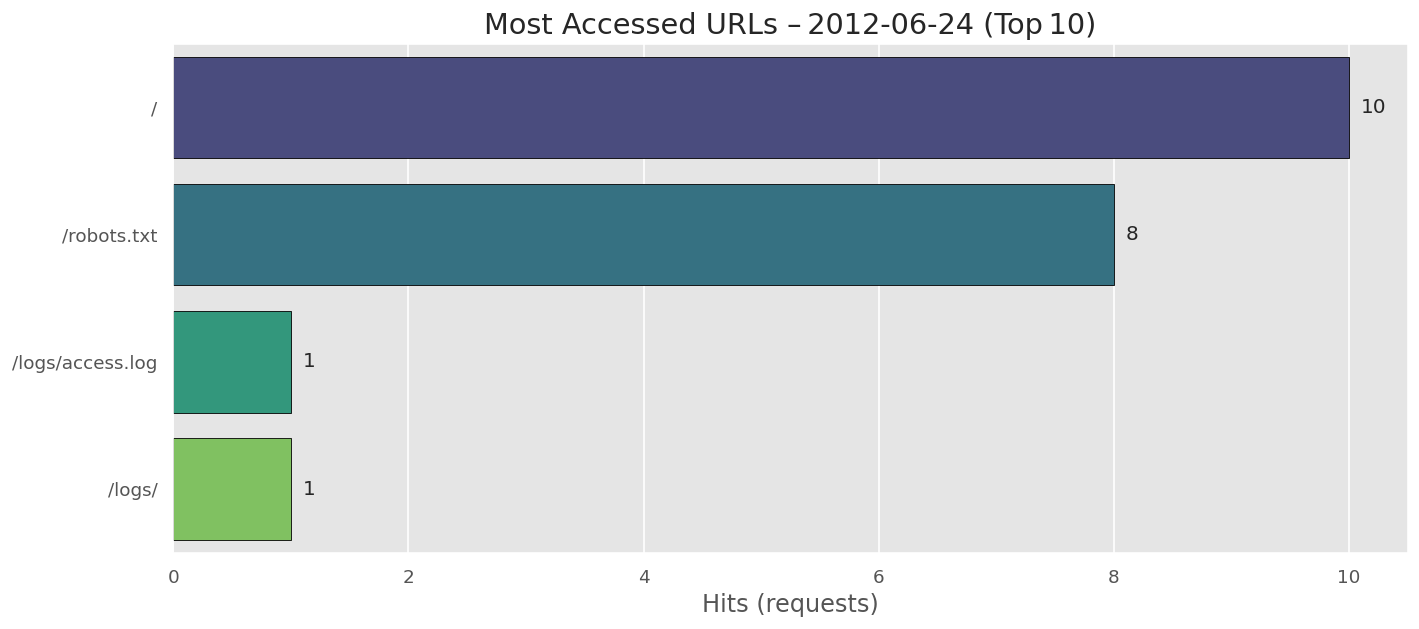 Most Accessed URLs – 2012-06-24 (Top 10)
/
10
/robots.txt
8
/logs/access.log
1
/logs/
1
0
2
4
6
8
10
Hits (requests)